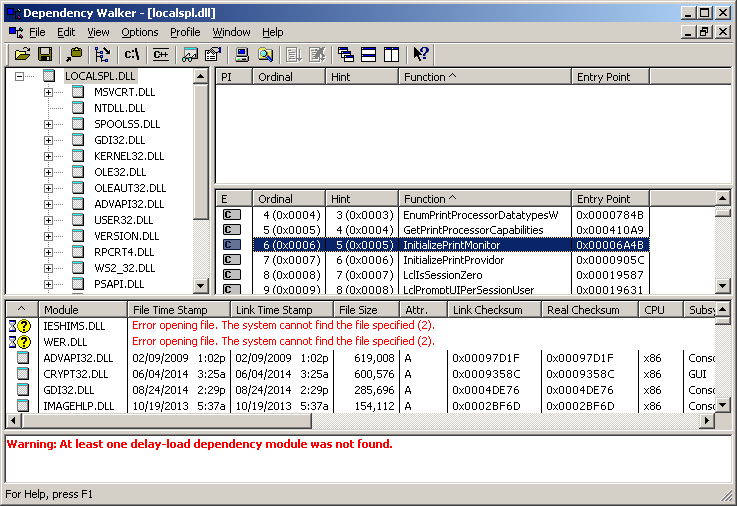 Dependency Walker - [localspl.dll]
File Edit View Options Profile Window Help
c:\ C++
LOCALSPL.DLL
MSVCRT.DLL
NTDLL.DLL
SPOOLSS.DLL
GDI32.DLL
KERNEL32.DLL
OLE32.DLL
OLEAUT32.DLL
ADVAPI32.DLL
USER32.DLL
VERSION.DLL
RPCRT4.DLL
WS2_32.DLL
PSAPI.DLL
PI Ordinal Hint Function ^ Entry Point
E Ordinal Hint Function ^ Entry Point
C 4 (0x0004) 3 (0x0003) EnumPrintProcessorDatatypesW 0x0000784B
C 5 (0x0005) 4 (0x0004) GetPrintProcessorCapabilities 0x000410A9
C 6 (0x0006) 5 (0x0005) InitializePrintMonitor 0x00006A4B
C 7 (0x0007) 6 (0x0006) InitializePrintProvidor 0x0000905C
C 8 (0x0008) 7 (0x0007) LclIsSessionZero 0x00019587
C 9 (0x0009) 8 (0x0008) LclPromptUIPerSessionUser 0x00019631
^ Module File Time Stamp Link Time Stamp File Size Attr. Link Checksum Real Checksum CPU Subsy
IESHIMS.DLL Error opening file. The system cannot find the file specified (2).
WER.DLL Error opening file. The system cannot find the file specified (2).
ADVAPI32.DLL 02/09/2009 1:02p 02/09/2009 1:02p 619,008 A 0x00097D1F 0x00097D1F x86 Conso
CRYPT32.DLL 06/04/2014 3:25a 06/04/2014 3:25a 600,576 A 0x0009358C 0x0009358C x86 GUI
GDI32.DLL 08/24/2014 2:29p 08/24/2014 2:29p 285,696 A 0x0004DE76 0x0004DE76 x86 Conso
IMAGEHLP.DLL 10/19/2013 5:37a 10/19/2013 5:37a 154,112 A 0x0002BF6D 0x0002BF6D x86 Conso
Warning: At least one delay-load dependency module was not found.
For Help, press F1